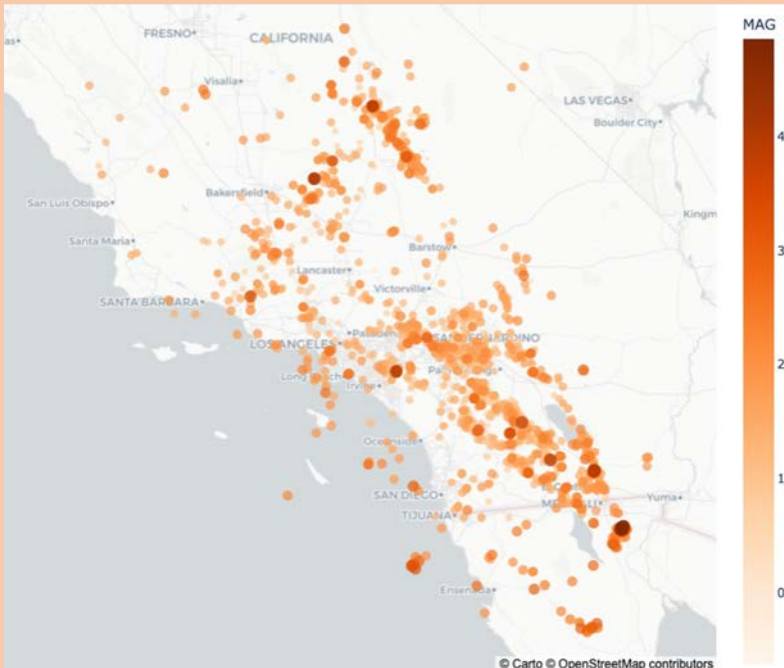 MAG
FRESNO
CALIFORNIA
Visalia
LAS VEGAS
Boulder City
4
Bakersfield
San Luis Obispo
Kingm
Santa Maria
Barstow
3
Lancaster
Victorville
SANTA BARBARA
Pasaden
LOS ANGELES
2
Long Beach
Irvine
Oceanside
1
SAN DIEGO
Yuma
TIJUANA
Ensenada
0
© Carto © OpenStreetMap contributors